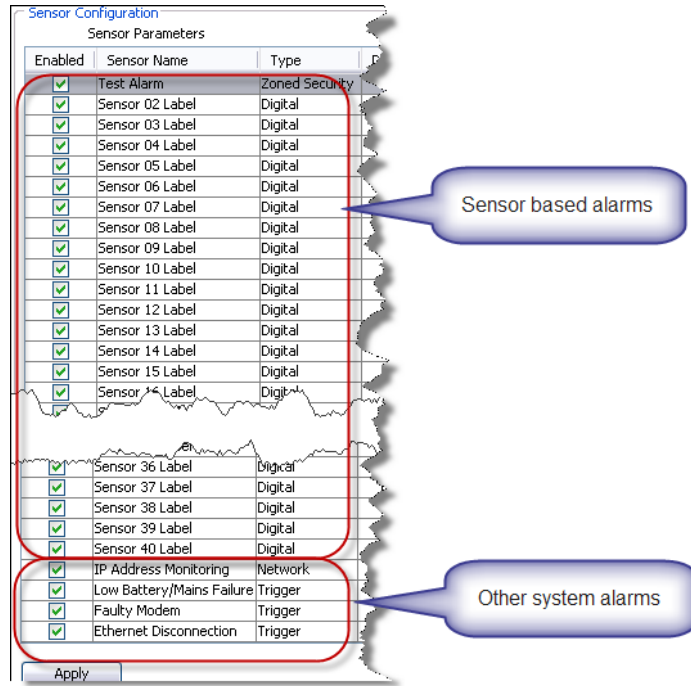 Sensor Configuration
Sensor Parameters
Enabled Sensor Name Type
Test Alarm Zoned Security
Sensor 02 Label Digital
Sensor 03 Label Digital
Sensor 04 Label Digital
Sensor 05 Label Digital
Sensor 06 Label Digital
Sensor 07 Label Digital
Sensor 08 Label Digital
Sensor 09 Label Digital
Sensor 10 Label Digital
Sensor 11 Label Digital
Sensor 12 Label Digital
Sensor 13 Label Digital
Sensor 14 Label Digital
Sensor 15 Label Digital
Sensor 16 Label Digital
Sensor 36 Label Digital
Sensor 37 Label Digital
Sensor 38 Label Digital
Sensor 39 Label Digital
Sensor 40 Label Digital
IP Address Monitoring Network
Low Battery/Mains Failure Trigger
Faulty Modem Trigger
Ethernet Disconnection Trigger
Apply
Sensor based alarms
Other system alarms